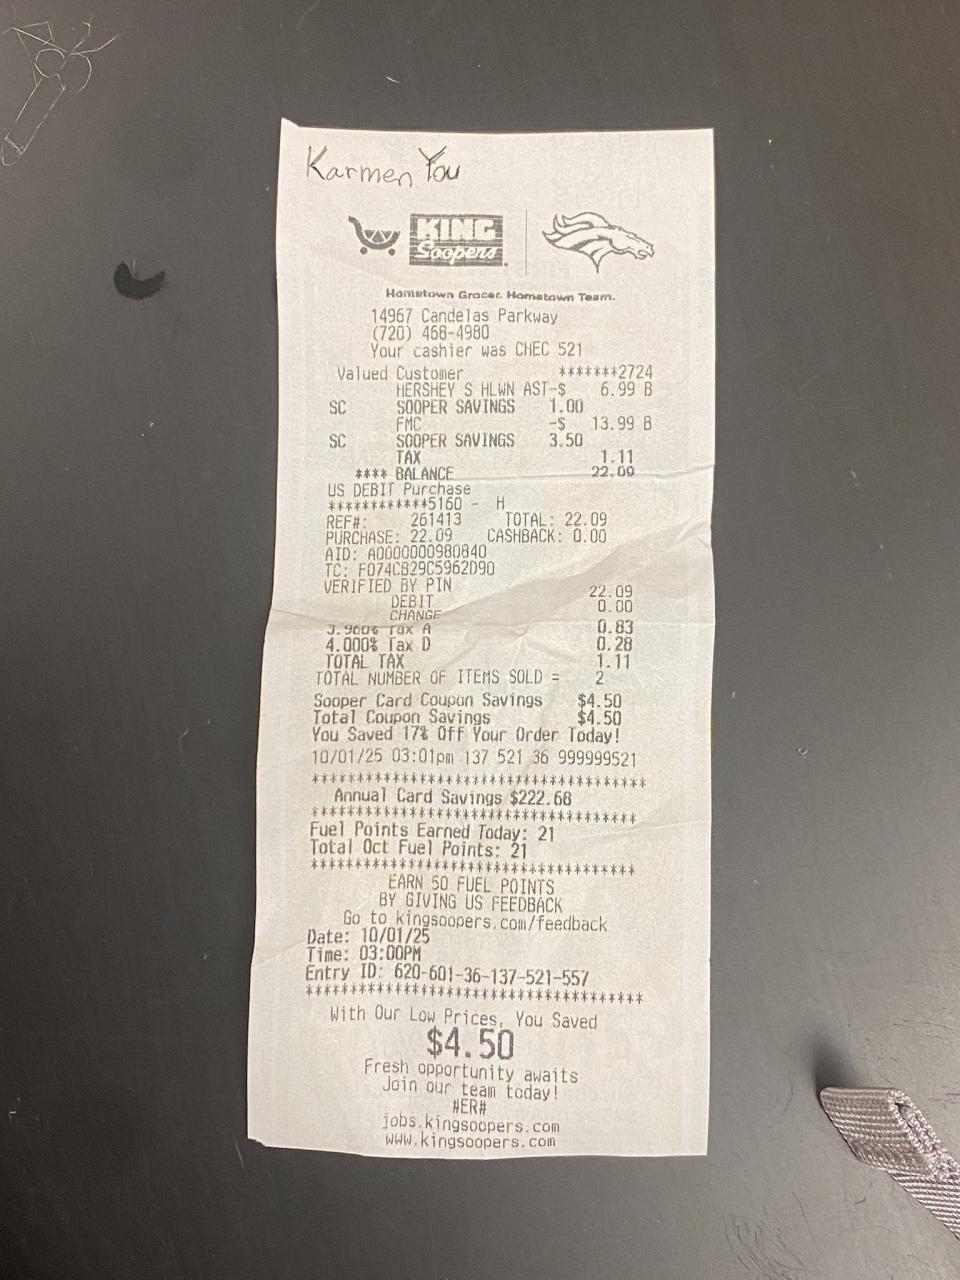 Karmen You
KING
Soopers
Hometown Grocer. Hometown Team.
14967 Candelas Parkway
(720) 468-4980
Your cashier was CHEC 521
Valued Customer *******2724
HERSHEY S HLWN AST-$ 6.99 B
SC SOOPER SAVINGS 1.00
FMC -$ 13.99 B
SC SOOPER SAVINGS 3.50
TAX 1.11
**** BALANCE 22.09
US DEBIT Purchase
************5160 - H
REF#: 261413 TOTAL: 22.09
PURCHASE: 22.09 CASHBACK: 0.00
AID: A0000000980840
TC: F074CB29C5962D90
VERIFIED BY PIN
DEBIT 22.09
CHANGE 0.00
3.960% Tax A 0.83
4.000% Tax D 0.28
TOTAL TAX 1.11
TOTAL NUMBER OF ITEMS SOLD = 2
Sooper Card Coupon Savings $4.50
Total Coupon Savings $4.50
You Saved 17% Off Your Order Today!
10/01/25 03:01pm 137 521 36 999999521
**************************************
Annual Card Savings $222.68
**************************************
Fuel Points Earned Today: 21
Total Oct Fuel Points: 21
**************************************
EARN 50 FUEL POINTS
BY GIVING US FEEDBACK
Go to kingsoopers.com/feedback
Date: 10/01/25
Time: 03:00PM
Entry ID: 620-601-36-137-521-557
**************************************
With Our Low Prices, You Saved
$4.50
Fresh opportunity awaits
Join our team today!
#ER#
jobs.kingsoopers.com
www.kingsoopers.com